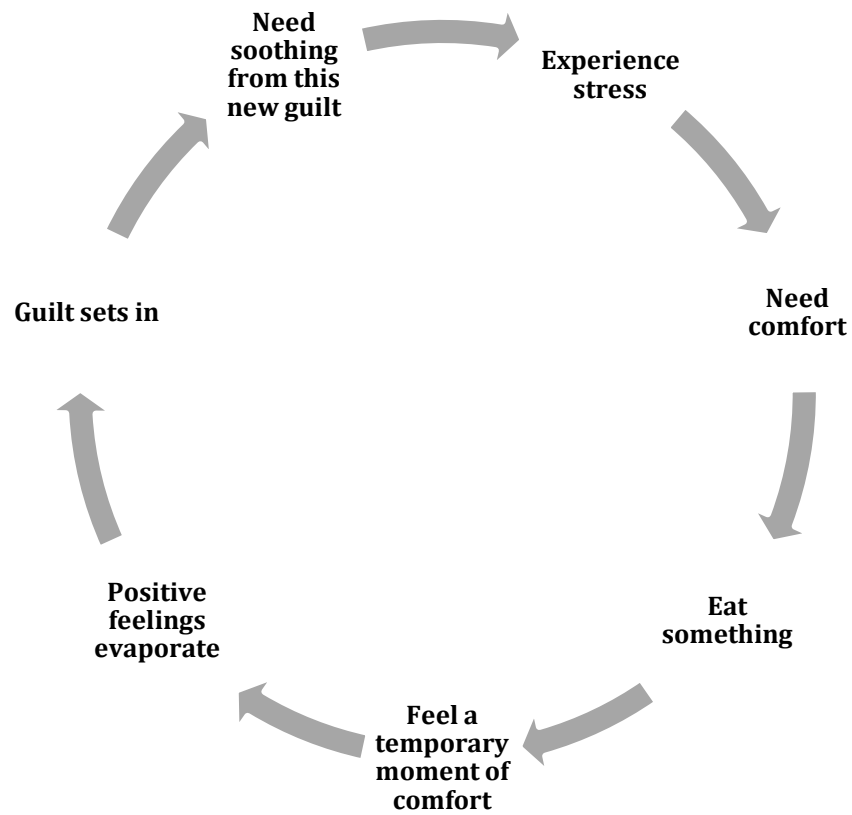 Need
soothing
from this
new guilt
Experience
stress
Need
comfort
Eat
something
Feel a
temporary
moment of
comfort
Positive
feelings
evaporate
Guilt sets in